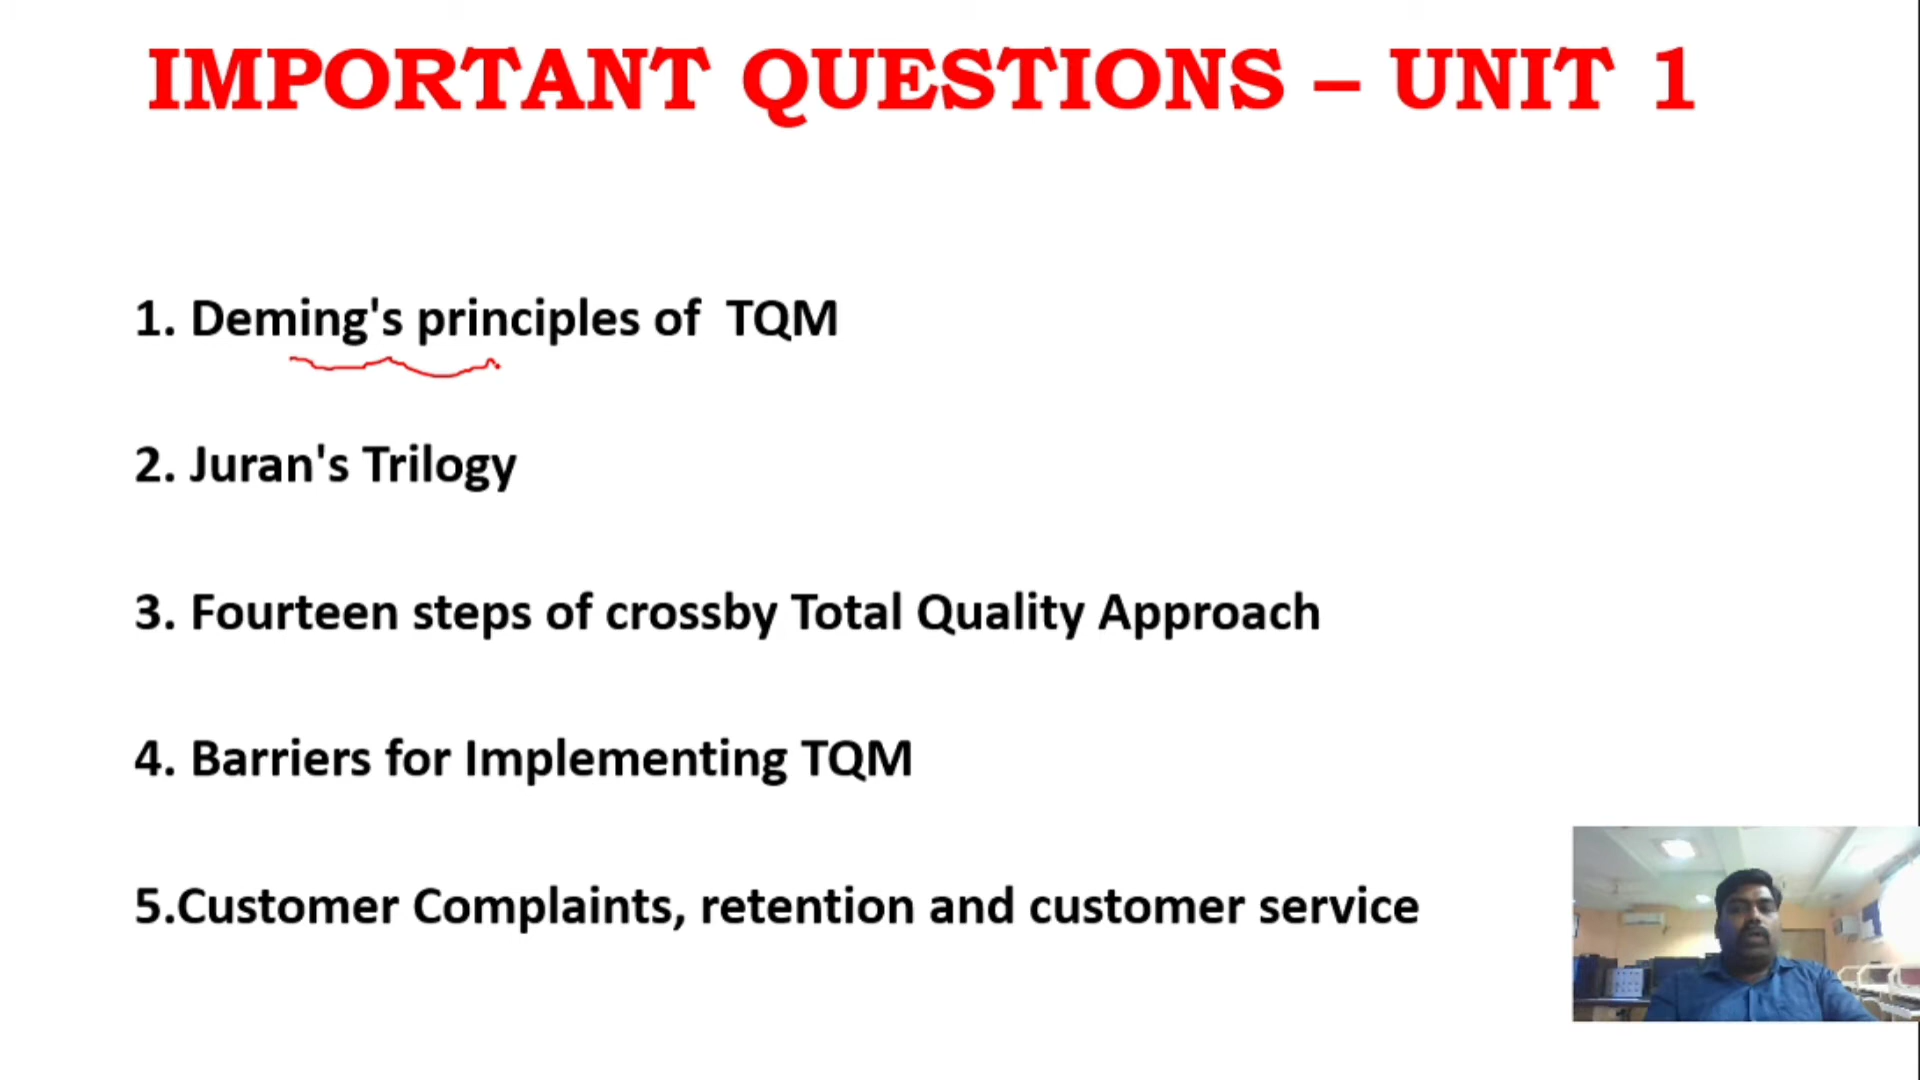 IMPORTANT QUESTIONS – UNIT 1
1. Deming's principles of TQM
2. Juran's Trilogy
3. Fourteen steps of crossby Total Quality Approach
4. Barriers for Implementing TQM
5.Customer Complaints, retention and customer service